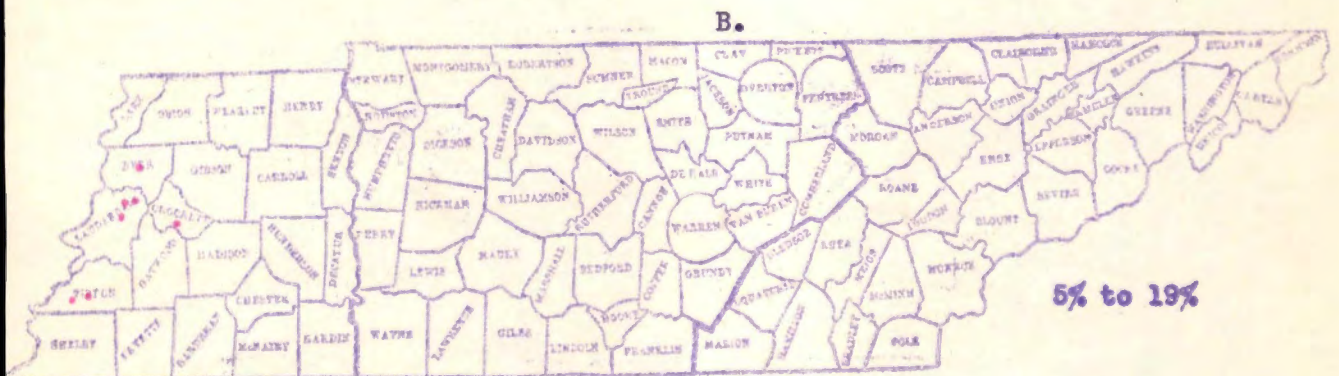 B.
STEWART
MONTGOMERY
ROBERTSON
SUMNER
MACON
CLAY
PICKETT
SCOTT
CAMPBELL
CLAIBORNE
HANCOCK
HAWKINS
SULLIVAN
OBION
WEAKLEY
HENRY
BENTON
HOUSTON
HUMPHREYS
DICKSON
CHEATHAM
DAVIDSON
WILSON
SMITH
JACKSON
OVERTON
FENTRESS
PUTNAM
MORGAN
ANDERSON
UNION
GRAINGER
GREENE
WASHINGTON
CARTER
DYER
GIBSON
CARROLL
WILLIAMSON
RUTHERFORD
CANNON
DE KALB
WHITE
CUMBERLAND
ROANE
LOUDON
KNOX
JEFFERSON
SEVIER
COCKE
BLOUNT
LAUDERDALE
CROCKETT
HAYWOOD
MADISON
HENDERSON
DECATUR
PERRY
HICKMAN
LEWIS
MAURY
MARSHALL
BEDFORD
COFFEE
WARREN
VAN BUREN
GRUNDY
BLEDSOE
RHEA
MEIGS
MCMINN
MONROE
TIPTON
CHESTER
MOORE
SHELBY
FAYETTE
HARDEMAN
McNAIRY
HARDIN
WAYNE
LAWRENCE
GILES
LINCOLN
FRANKLIN
MARION
HAMILTON
BRADLEY
POLK
5% to 19%